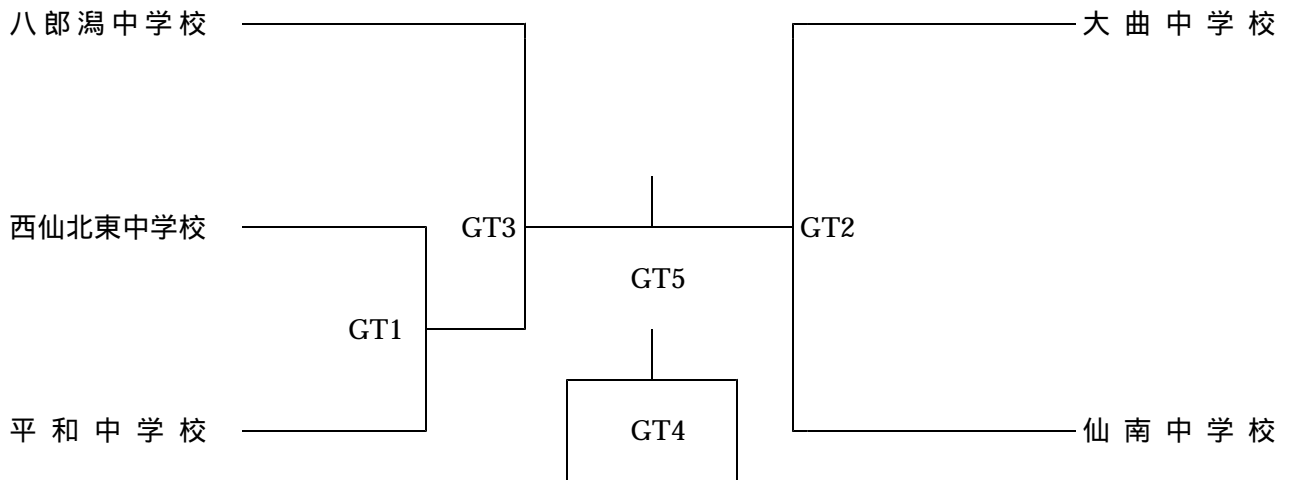 八郎潟中学校
大曲中学校
西仙北東中学校
GT3
GT2
GT5
GT1
平和中学校
GT4
仙南中学校